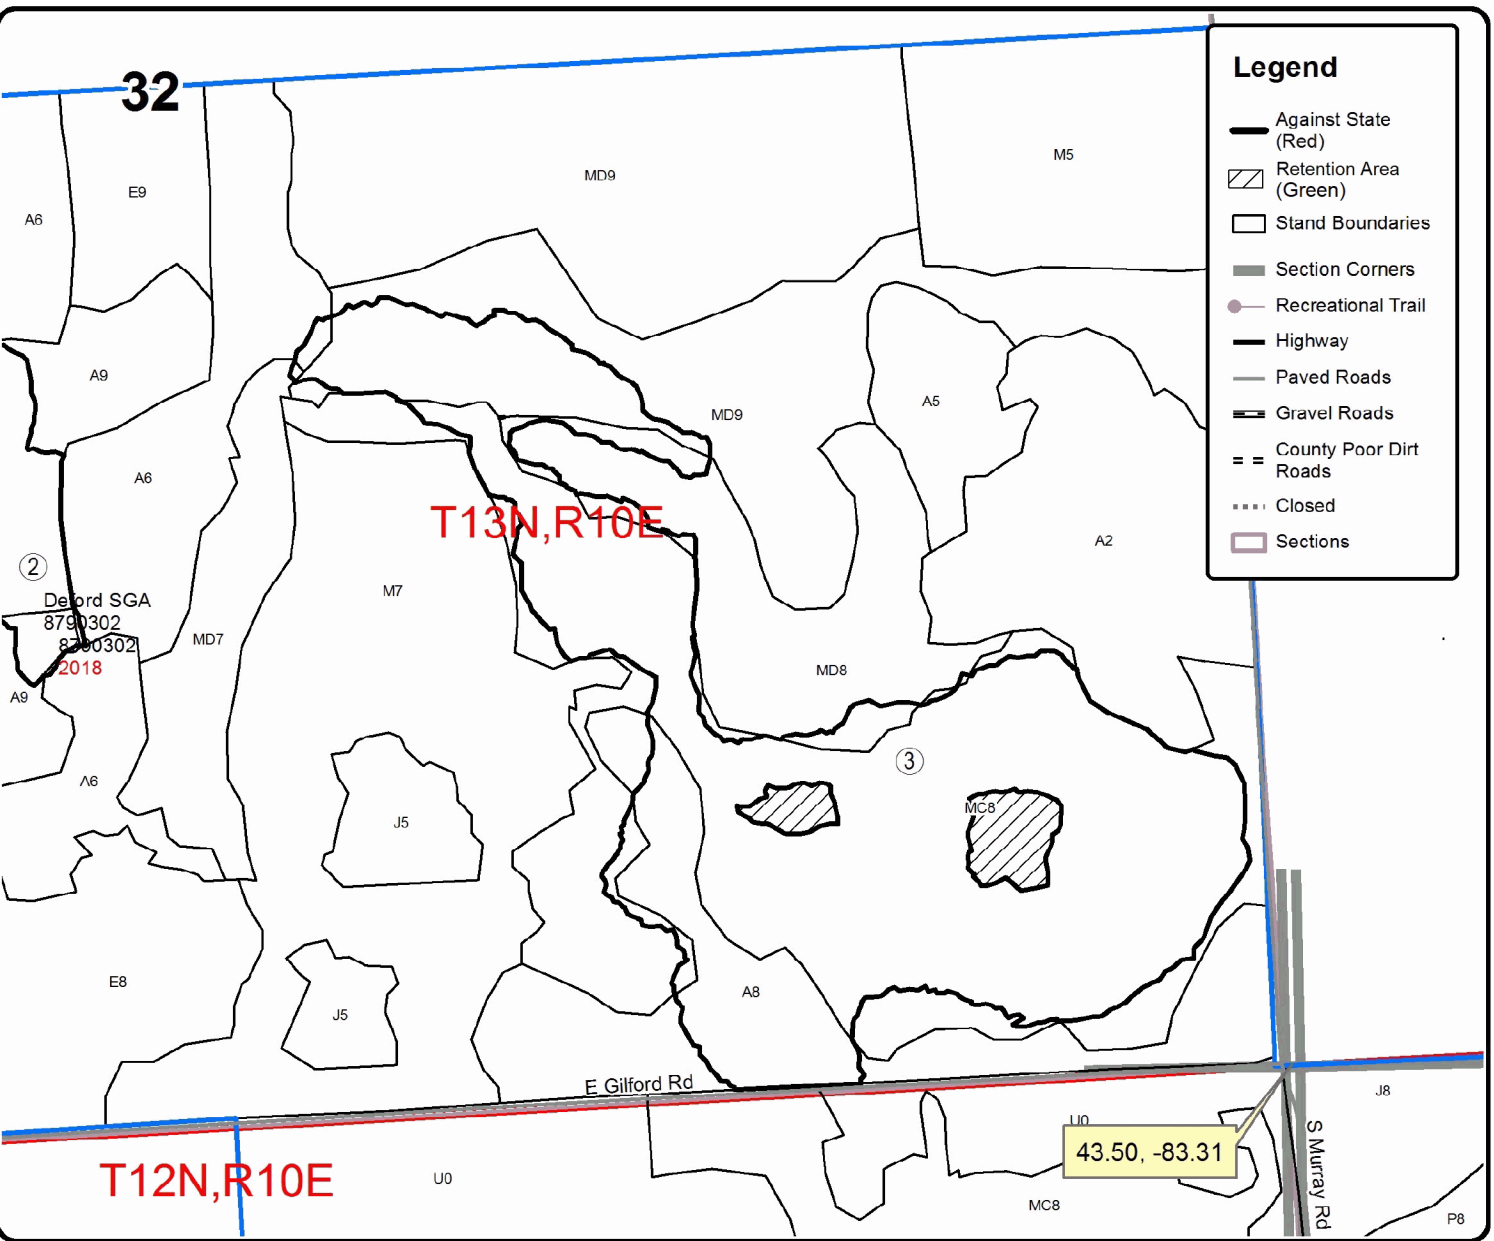 32
Legend
Against State
(Red)
Retention Area
(Green)
Stand Boundaries
Section Corners
Recreational Trail
Highway
Paved Roads
Gravel Roads
County Poor Dirt
Roads
Closed
Sections
M5
MD9
E9
A6
A9
A5
MD9
A6
T13N,R10E
A2
2
M7
Deford SGA
8790302
8790302
2018
MD7
MD8
A9
3
A6
MC8
J5
E8
A8
J5
E Gilford Rd
J8
U0
43.50, -83.31
S Murray Rd
T12N,R10E
U0
MC8
P8